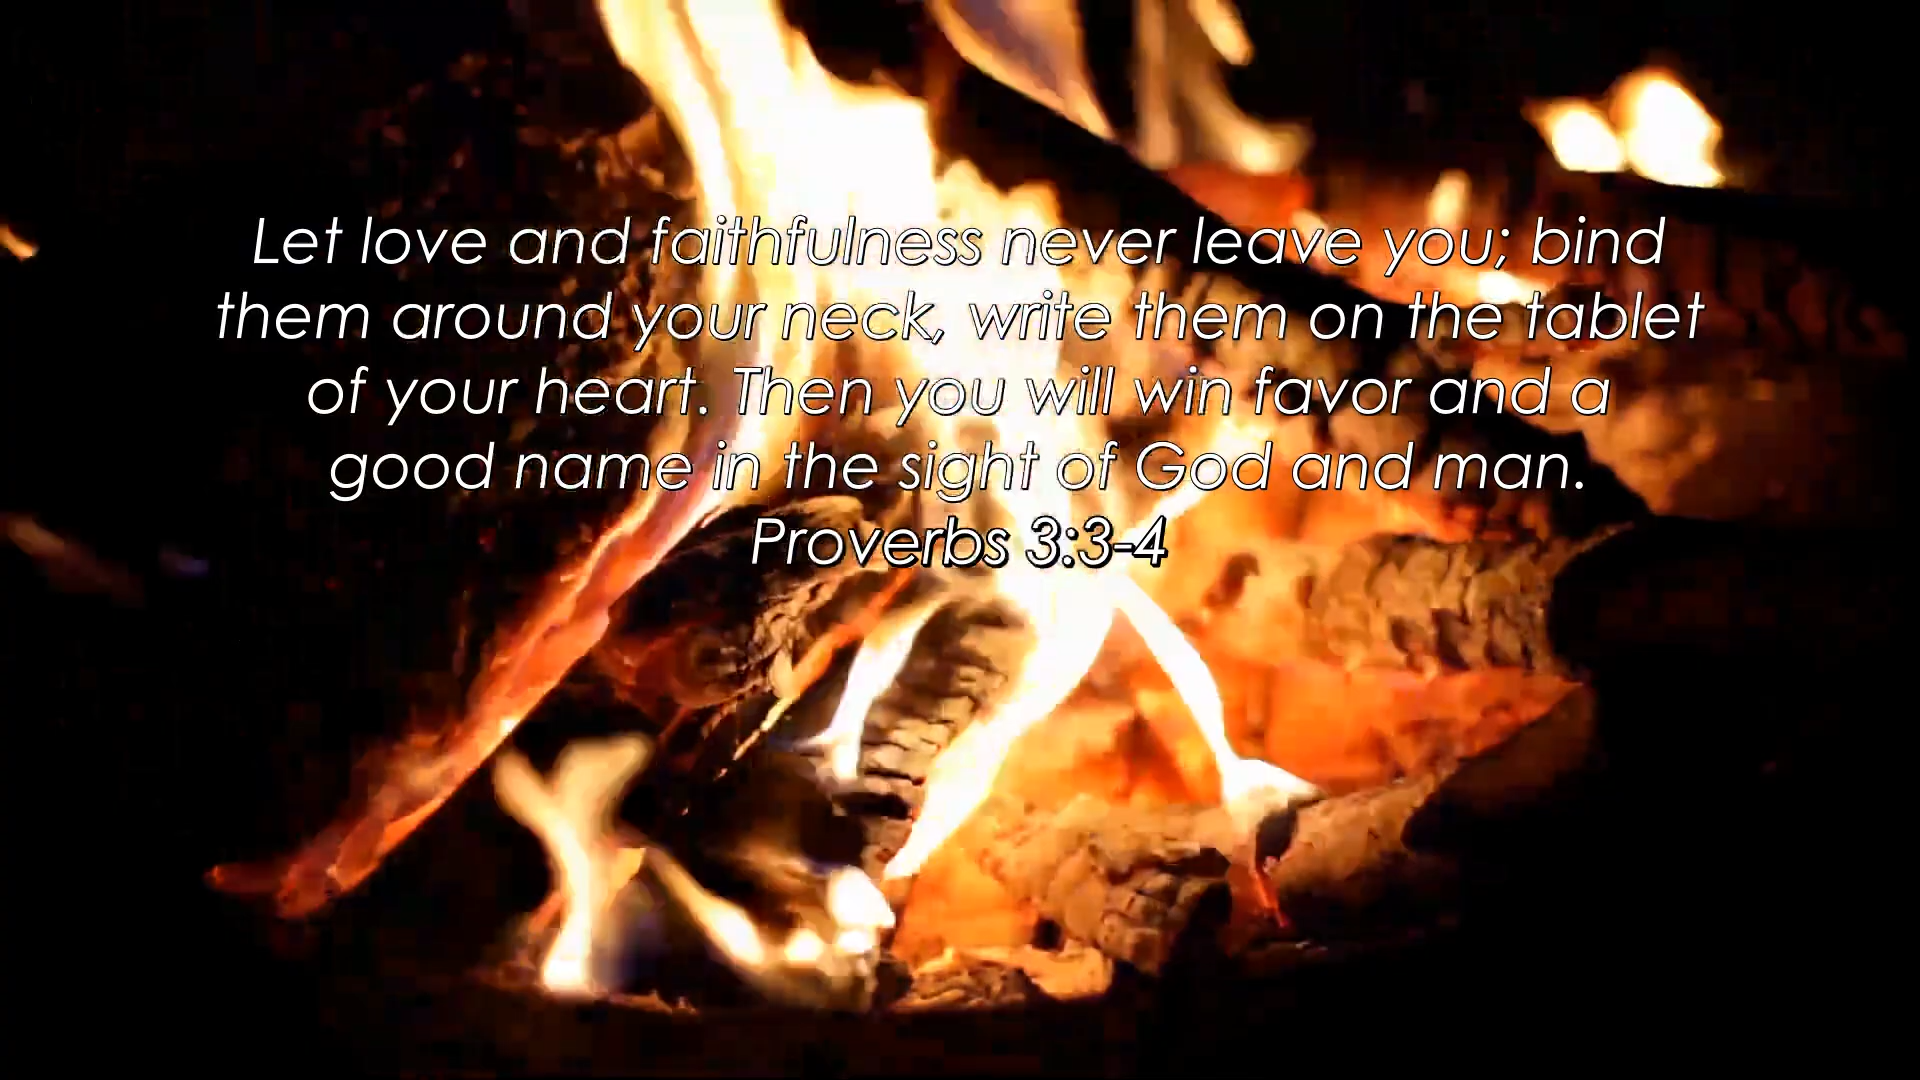 Let love and faithfulness never leave you; bind
them around your neck, write them on the tablet
of your heart. Then you will win favor and a
good name in the sight of God and man.
Proverbs 3:3-4